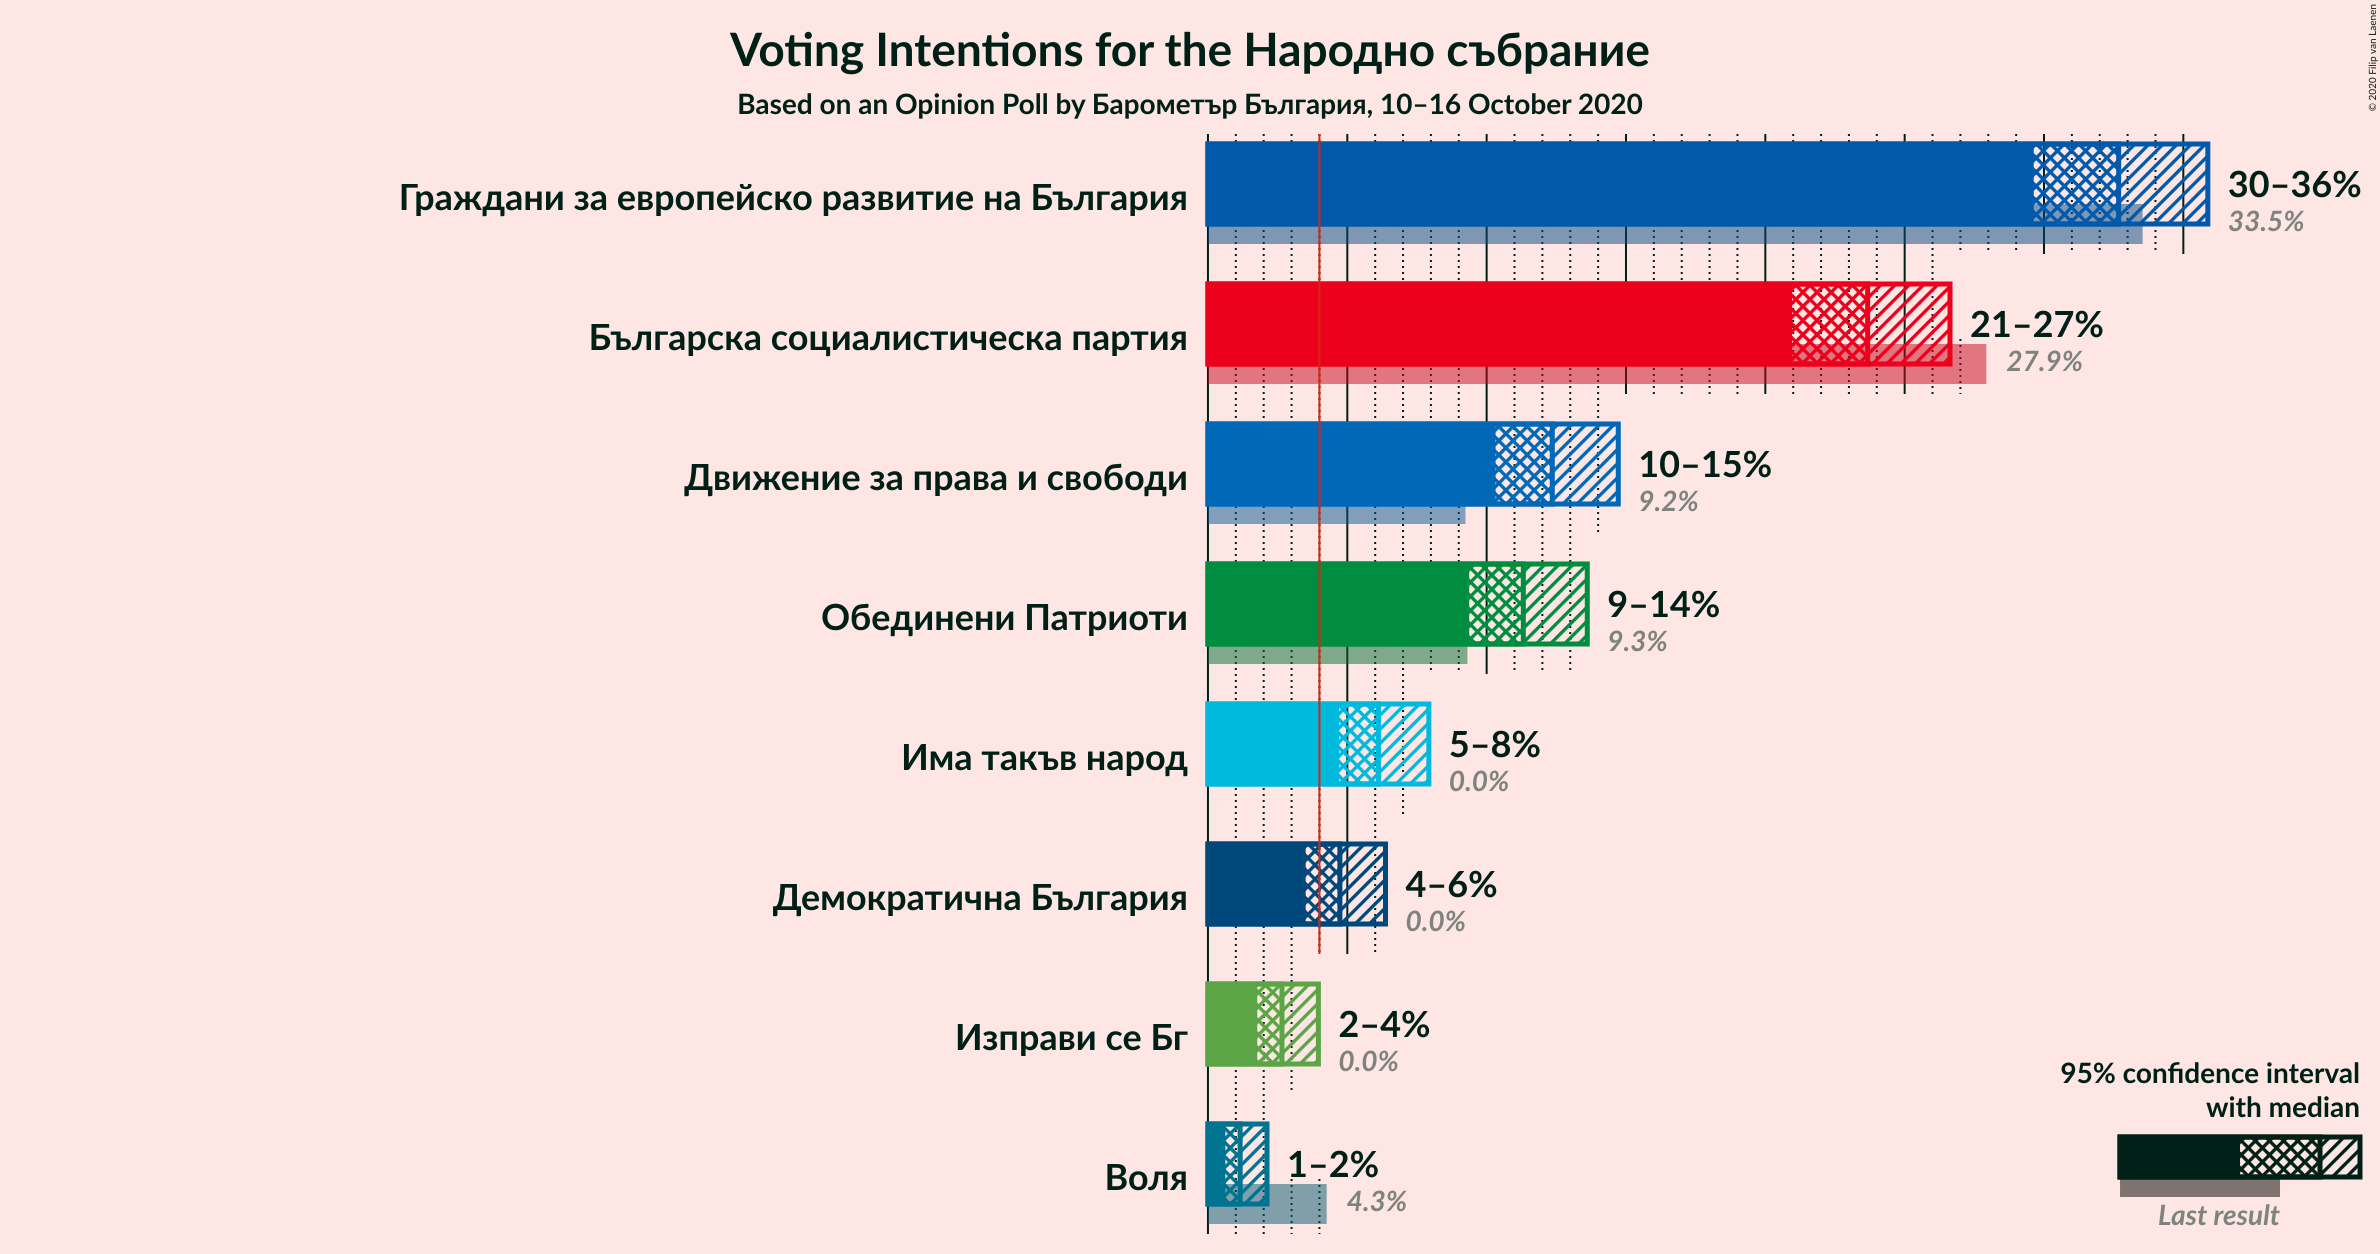 Voting Intentions for the Народно събрание
Based on an Opinion Poll by Барометър България, 10–16 October 2020
© 2020 Filip van Laenen
Граждани за европейско развитие на България
30–36%
33.5%
Българска социалистическа партия
21–27%
27.9%
Движение за права и свободи
10–15%
9.2%
Обединени Патриоти
9–14%
9.3%
Има такъв народ
5–8%
0.0%
Демократична България
4–6%
0.0%
Изправи се Бг
2–4%
0.0%
Воля
1–2%
4.3%
95% confidence interval
with median
Last result